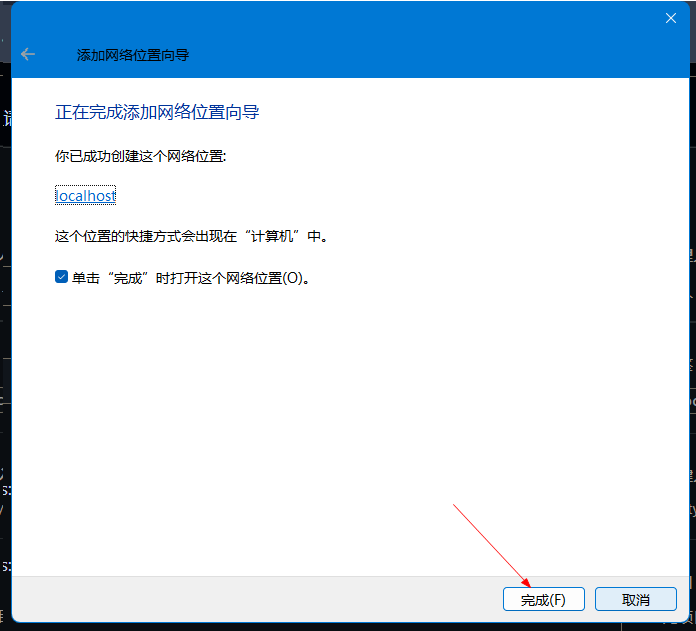 添加网络位置向导
正在完成添加网络位置向导
你已成功创建这个网络位置:
localhost
这个位置的快捷方式会出现在“计算机”中。
单击“完成”时打开这个网络位置(O)。
完成(F)
取消